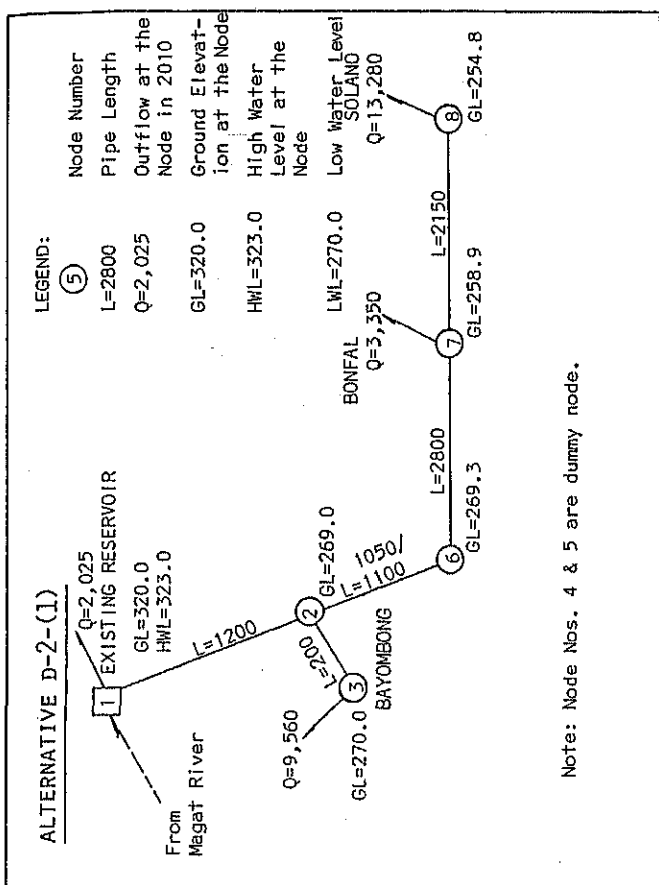 ALTERNATIVE D-2-(1)
Q=2,025
EXISTING RESERVOIR
GL=320.0
HWL=323.0
1
From
Magat River
L=1200
2
GL=269.0
L=200
3
Q=9,560
GL=270.0
BAYOMBONG
1050/
L=1100
6
GL=269.3
L=2800
BONFAL
Q=3,350
7
GL=258.9
L=2150
SOLANO
Q=13,280
8
GL=254.8
LEGEND:
5 Node Number
L=2800 Pipe Length
Q=2,025 Outflow at the
Node in 2010
GL=320.0 Ground Elevat-
ion at the Node
HWL=323.0 High Water
Level at the
Node
LWL=270.0 Low Water Level
Note: Node Nos. 4 & 5 are dummy node.